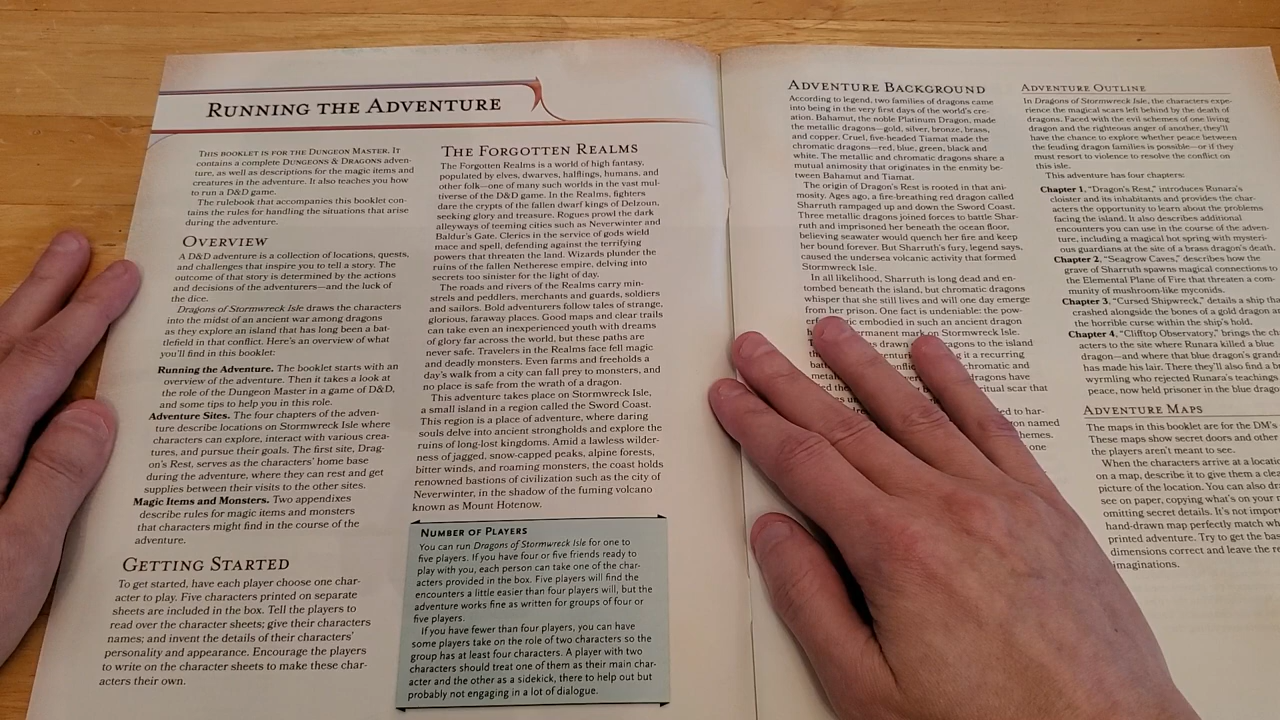 RUNNING THE ADVENTURE
THIS BOOKLET IS FOR THE DUNGEON MASTER. IT
contains a complete DUNGEONS & DRAGONS adven-
ture, as well as descriptions for the magic items and
creatures in the adventure. It also teaches you how
to run a D&D game.
The rulebook that accompanies this booklet con-
tains the rules for handling the situations that arise
during the adventure.
OVERVIEW
A D&D adventure is a collection of locations, quests,
and challenges that inspire you to tell a story. The
outcome of that story is determined by the actions
and decisions of the adventurers—and the luck of
the dice.
Dragons of Stormwreck Isle draws the characters
into the midst of an ancient war among dragons
as they explore an island that has long been a bat-
tlefield in that conflict. Here's an overview of what
you'll find in this booklet:
Running the Adventure. The booklet starts with an
overview of the adventure. Then it takes a look at
the role of the Dungeon Master in a game of D&D,
and some tips to help you in this role.
Adventure Sites. The four chapters of the adven-
ture describe locations on Stormwreck Isle where
characters can explore, interact with various crea-
tures, and pursue their goals. The first site, Drag-
on's Rest, serves as the characters' home base
during the adventure, where they can rest and get
supplies between their visits to the other sites.
Magic Items and Monsters. Two appendixes
describe rules for magic items and monsters
that characters might find in the course of the
adventure.
GETTING STARTED
To get started, have each player choose one char-
acter to play. Five characters printed on separate
sheets are included in the box. Tell the players to
read over the character sheets; give their characters
names; and invent the details of their characters'
personality and appearance. Encourage the players
to write on the character sheets to make these char-
acters their own.
THE FORGOTTEN REALMS
The Forgotten Realms is a world of high fantasy,
populated by elves, dwarves, halflings, humans, and
other folk—one of many such worlds in the vast mul-
tiverse of the D&D game. In the Realms, fighters
dare the crypts of the fallen dwarf kings of Delzoun,
seeking glory and treasure. Rogues prowl the dark
alleyways of teeming cities such as Neverwinter and
Baldur's Gate. Clerics in the service of gods wield
mace and spell, defending against the terrifying
powers that threaten the land. Wizards plunder the
ruins of the fallen Netherese empire, delving into
secrets too sinister for the light of day.
The roads and rivers of the Realms carry min-
strels and peddlers, merchants and guards, soldiers
and sailors. Bold adventurers follow tales of strange,
glorious, faraway places. Good maps and clear trails
can take even an inexperienced youth with dreams
of glory far across the world, but these paths are
never safe. Travelers in the Realms face fell magic
and deadly monsters. Even farms and freeholds a
day's walk from a city can fall prey to monsters, and
no place is safe from the wrath of a dragon.
This adventure takes place on Stormwreck Isle,
a small island in a region called the Sword Coast.
This region is a place of adventure, where daring
souls delve into ancient strongholds and explore the
ruins of long-lost kingdoms. Amid a lawless wilder-
ness of jagged, snow-capped peaks, alpine forests,
bitter winds, and roaming monsters, the coast holds
renowned bastions of civilization such as the city of
Neverwinter, in the shadow of the fuming volcano
known as Mount Hotenow.
NUMBER OF PLAYERS
You can run Dragons of Stormwreck Isle for one to
five players. If you have four or five friends ready to
play with you, each person can take one of the char-
acters provided in the box. Five players will find the
encounters a little easier than four players will, but the
adventure works fine as written for groups of four or
five players.
If you have fewer than four players, you can have
some players take on the role of two characters so the
group has at least four characters. A player with two
characters should treat one of them as their main char-
acter and the other as a sidekick, there to help out but
probably not engaging in a lot of dialogue.
ADVENTURE BACKGROUND
According to legend, two families of dragons came
into being in the very first days of the world's cre-
ation. Bahamut, the noble Platinum Dragon, made
the metallic dragons—gold, silver, bronze, brass,
and copper. Cruel, five-headed Tiamat made the
chromatic dragons—red, blue, green, black and
white. The metallic and chromatic dragons share a
mutual animosity that originates in the enmity be-
tween Bahamut and Tiamat.
The origin of Dragon's Rest is rooted in that ani-
mosity. Ages ago, a fire-breathing red dragon called
Sharruth rampaged up and down the Sword Coast.
Three metallic dragons joined forces to battle Shar-
ruth and imprisoned her beneath the ocean floor,
believing seawater would quench her fire and keep
her bound forever. But Sharruth's fury, legend says,
caused the undersea volcanic activity that formed
Stormwreck Isle.
In all likelihood, Sharruth is long dead and en-
tombed beneath the island, but chromatic dragons
whisper that she still lives and will one day emerge
from her prison. One fact is undeniable: the pow-
embodied in such an ancient dragon
permanent mark on Stormwreck Isle.
drawn dragons to the island
it a recurring
chromatic and
dragons have
ritual scar that
to har-
named
one
ADVENTURE OUTLINE
In Dragons of Stormwreck Isle, the characters expe-
rience the magical scars left behind by the death of
dragons. Faced with the evil schemes of one living
dragon and the righteous anger of another, they'll
have the chance to explore whether peace between
the feuding dragon families is possible—or if they
must resort to violence to resolve the conflict on
this isle.
This adventure has four chapters:
Chapter 1, "Dragon's Rest," introduces Runara's
cloister and its inhabitants and provides the char-
acters the opportunity to learn about the problems
facing the island. It also describes additional
encounters you can use in the course of the adven-
ture, including a magical hot spring with mysteri-
ous guardians at the site of a brass dragon's death.
Chapter 2, "Seagrow Caves," describes how the
grave of Sharruth spawns magical connections to
the Elemental Plane of Fire that threaten a com-
munity of mushroom-like myconids.
Chapter 3, "Cursed Shipwreck," details a ship tha
crashed alongside the bones of a gold dragon a
the horrible curse within the ship's hold.
Chapter 4, "Clifftop Observatory," brings the ch
acters to the site where Runara killed a blue
dragon—and where that blue dragon's grand
has made his lair. There they'll also find a b
wyrmling who rejected Runara's teachings
peace, now held prisoner in the blue drago
ADVENTURE MAPS
The maps in this booklet are for the DM's
These maps show secret doors and other
the players aren't meant to see.
When the characters arrive at a locatio
on a map, describe it to give them a clea
picture of the location. You can also dra
see on paper, copying what's on your m
omitting secret details. It's not import
hand-drawn map perfectly match wh
printed adventure. Try to get the bas
dimensions correct and leave the re
imaginations.